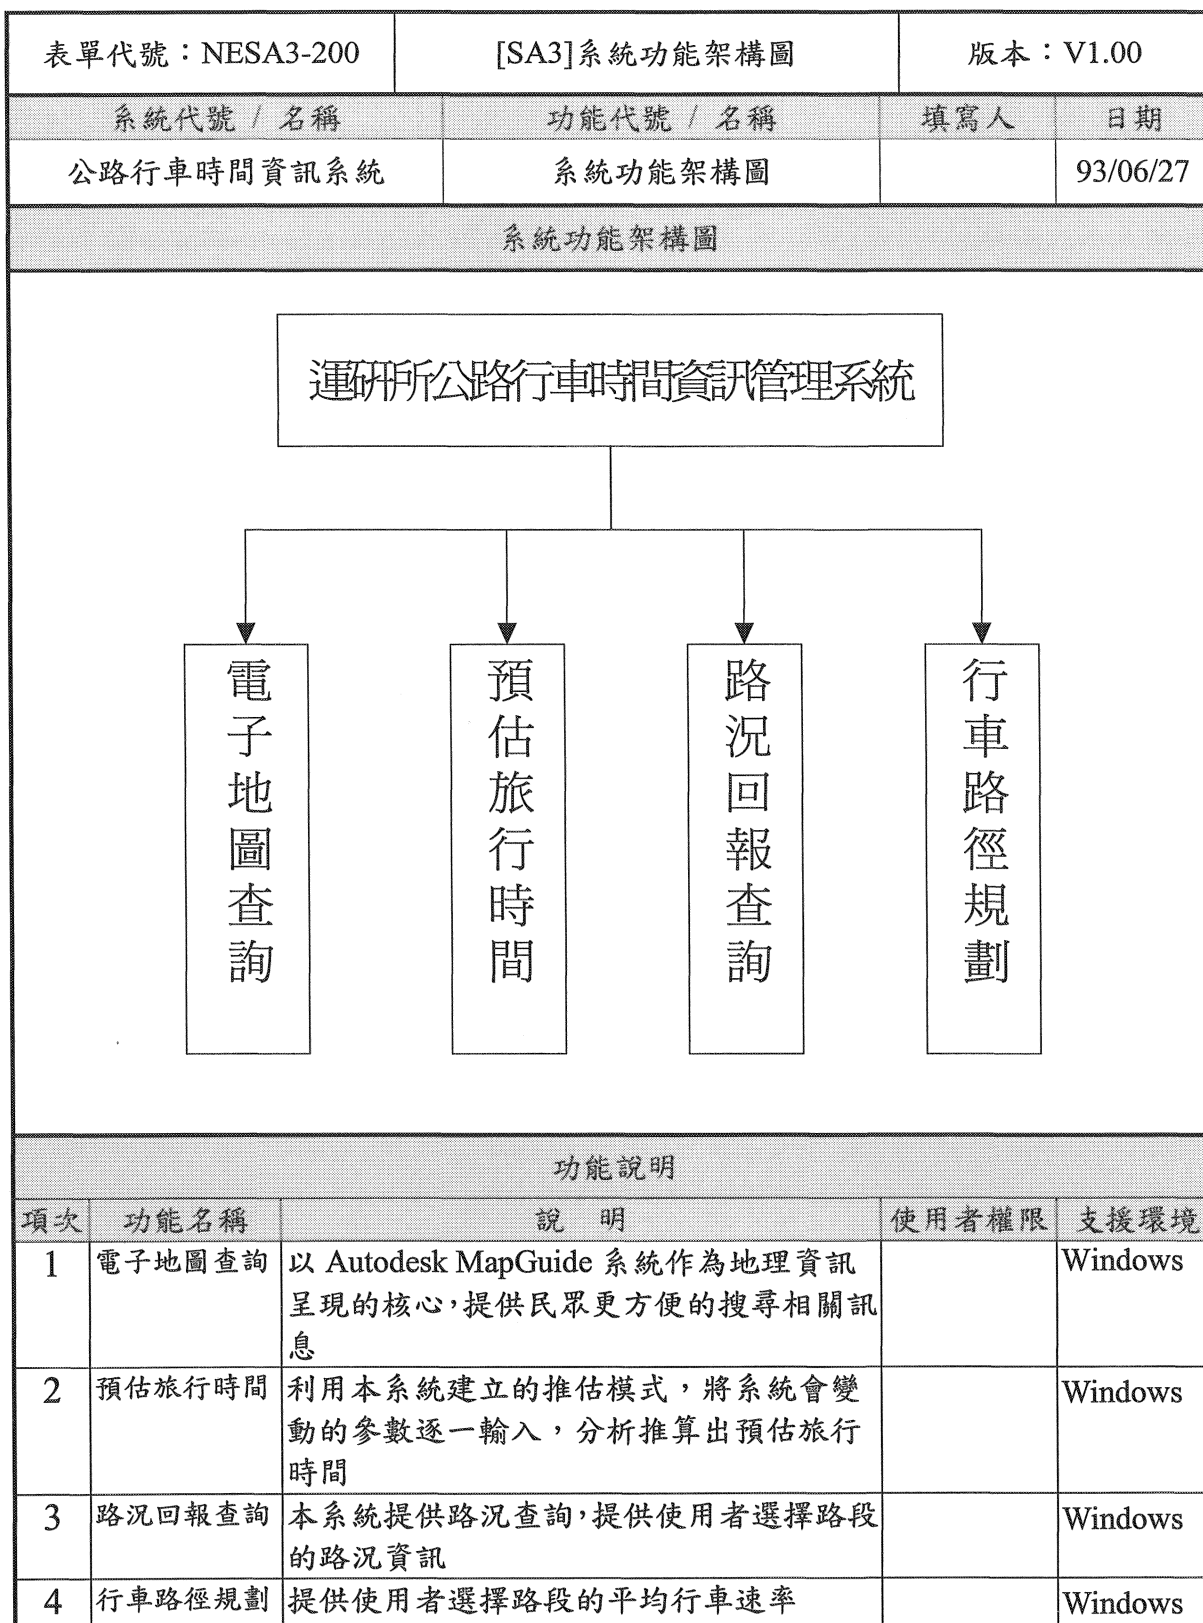 表單代號：NESA3-200
[SA3]系統功能架構圖
版本：V1.00
系統代號 / 名稱
功能代號 / 名稱
填寫人
日期
公路行車時間資訊系統
系統功能架構圖
93/06/27
系統功能架構圖
運研所公路行車時間資訊管理系統
電子地圖查詢
預估旅行時間
路況回報查詢
行車路徑規劃
功能說明
項次
功能名稱
說 明
使用者權限
支援環境
1
電子地圖查詢
以 Autodesk MapGuide 系統作為地理資訊
呈現的核心，提供民眾更方便的搜尋相關訊
息
Windows
2
預估旅行時間
利用本系統建立的推估模式，將系統會變
動的參數逐一輸入，分析推算出預估旅行
時間
Windows
3
路況回報查詢
本系統提供路況查詢，提供使用者選擇路段
的路況資訊
Windows
4
行車路徑規劃
提供使用者選擇路段的平均行車速率
Windows